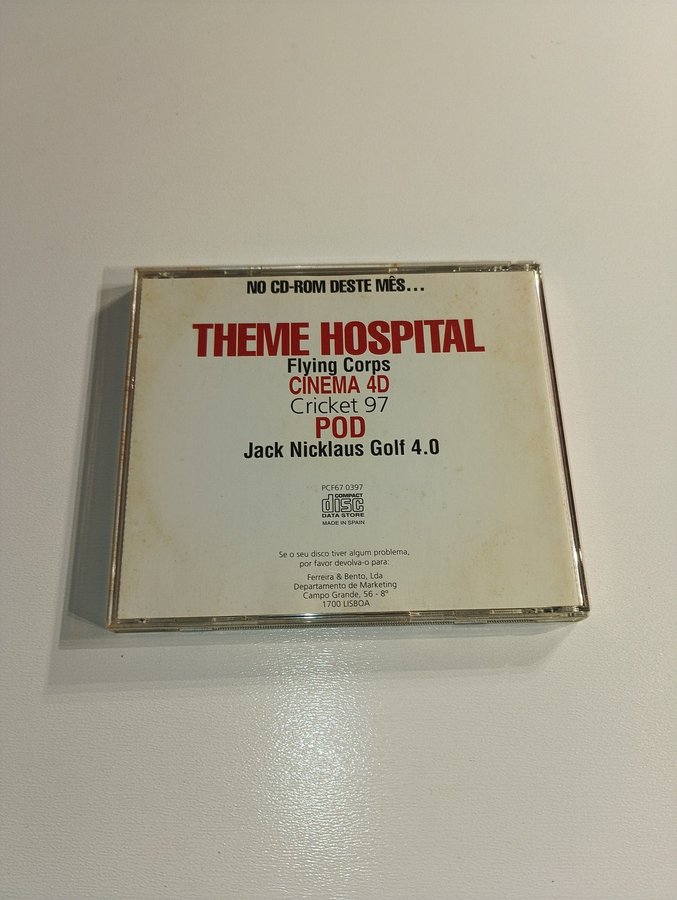 NO CD-ROM DESTE MÊS...
THEME HOSPITAL
Flying Corps
CINEMA 4D
Cricket 97
POD
Jack Nicklaus Golf 4.0
PCF67 0397
COMPACT
disc
DATA STORE
MADE IN SPAIN
Se o seu disco tiver algum problema,
por favor devolva-o para:
Ferreira & Bento, Lda
Departamento de Marketing
Campo Grande, 56 - 8º
1700 LISBOA